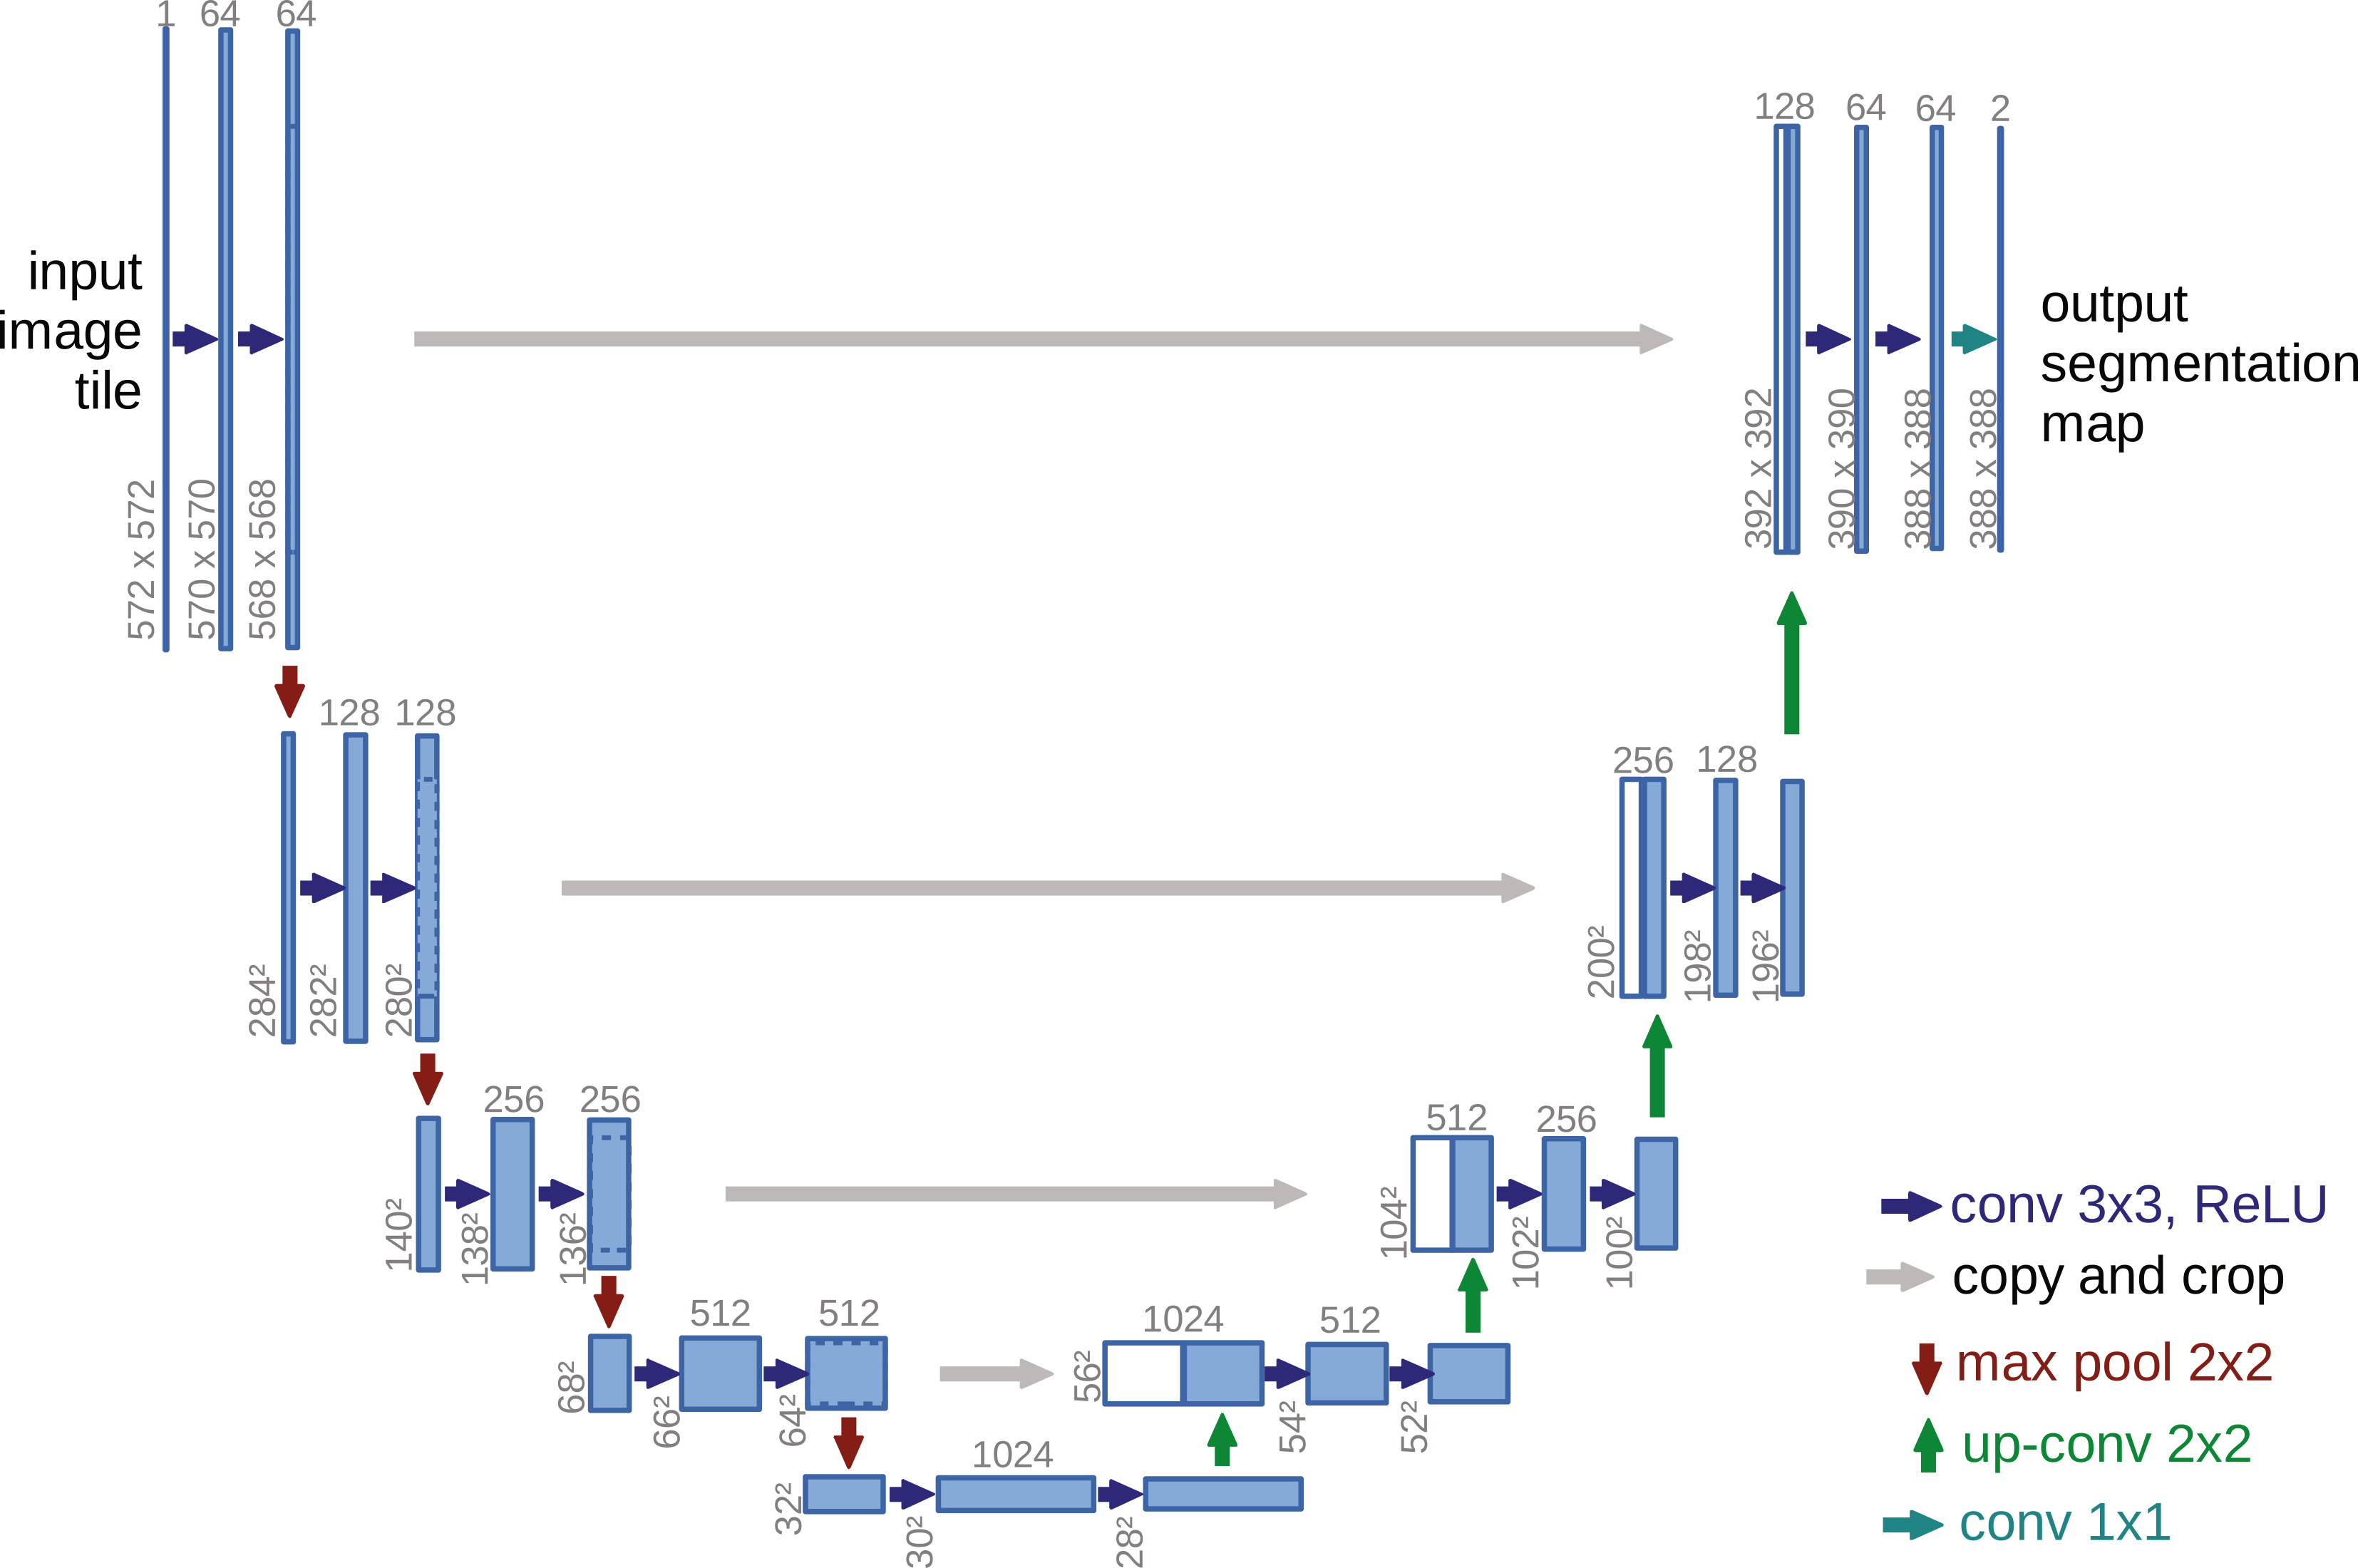 1 64 64
128 64 64 2
input
image
tile
output
segmentation
map
572 x 572
570 x 570
568 x 568
392 x 392
390 x 390
388 x 388
388 x 388
128 128
256 128
284²
282²
280²
200²
198²
196²
256 256
512 256
140²
138²
136²
104²
102²
100²
512 512
1024 512
68²
66²
64²
56²
54²
52²
1024
32²
30²
28²
conv 3x3, ReLU
copy and crop
max pool 2x2
up-conv 2x2
conv 1x1